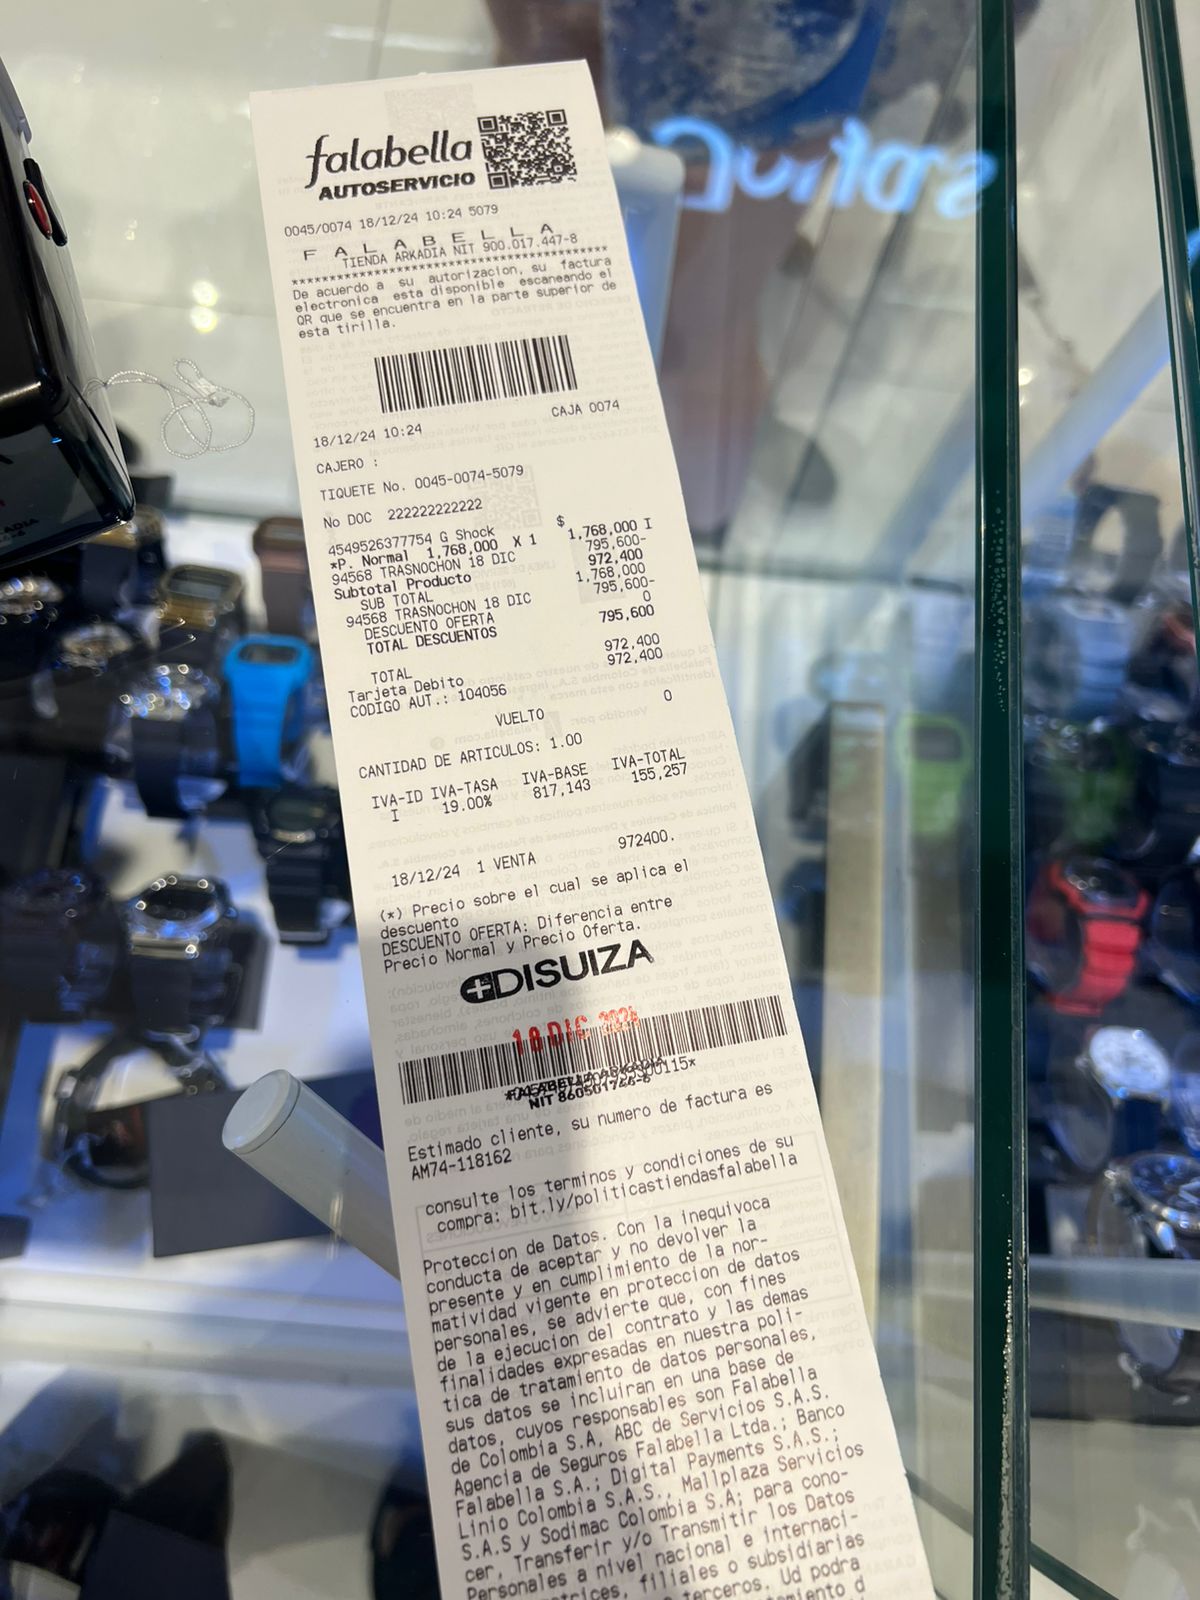 falabella
AUTOSERVICIO
0045/0074 18/12/24 10:24 5079
F A L A B E L L A
TIENDA ARKADIA NIT 900.017.447-8
****************************************
De acuerdo a su autorizacion, su factura
electronica esta disponible escaneando el
QR que se encuentra en la parte superior de
esta tirilla.
CAJA 0074
18/12/24 10:24
CAJERO :
TIQUETE No. 0045-0074-5079
No DOC 222222222222
$
4549526377754 G Shock 1,768,000 I
*P. Normal 1,768,000 X 1
94568 TRASNOCHON 18 DIC 795,600-
Subtotal Producto 972,400
SUB TOTAL 1,768,000
94568 TRASNOCHON 18 DIC 795,600-
DESCUENTO OFERTA 0
TOTAL DESCUENTOS 795,600
TOTAL 972,400
Tarjeta Debito 972,400
CODIGO AUT.: 104056
VUELTO 0
CANTIDAD DE ARTICULOS: 1.00
IVA-ID IVA-TASA IVA-BASE IVA-TOTAL
I 19.00% 817,143 155,257
18/12/24 1 VENTA 972400.
(*) Precio sobre el cual se aplica el
descuento
DESCUENTO OFERTA: Diferencia entre
Precio Normal y Precio Oferta.
DISUIZA
18 DIC 2024
FALABELLA ARKADIA
NIT
Estimado cliente, su numero de factura es
AM74-118162
consulte los terminos y condiciones de su
compra: bit.ly/politicastiendasfalabella
Proteccion de Datos. Con la inequivoca
conducta de aceptar y no devolver la
presente y en cumplimiento de la nor-
matividad vigente en proteccion de datos
personales, se advierte que, con fines
de la ejecucion del contrato y las demas
finalidades expresadas en nuestra poli-
tica de tratamiento de datos personales,
sus datos se incluiran en una base de
datos, cuyos responsables son Falabella
de Colombia S.A, ABC de Servicios S.A.S.
Agencia de Seguros Falabella Ltda.; Banco
Falabella S.A.; Digital Payments S.A.S.;
Linio Colombia S.A.S., Mallplaza Servicios
S.A.S y Sodimac Colombia S.A; para cono-
cer, Transferir y/o Transmitir los Datos
Personales a nivel nacional e internaci-
filiales o subsidiarias
terceros. Ud podra